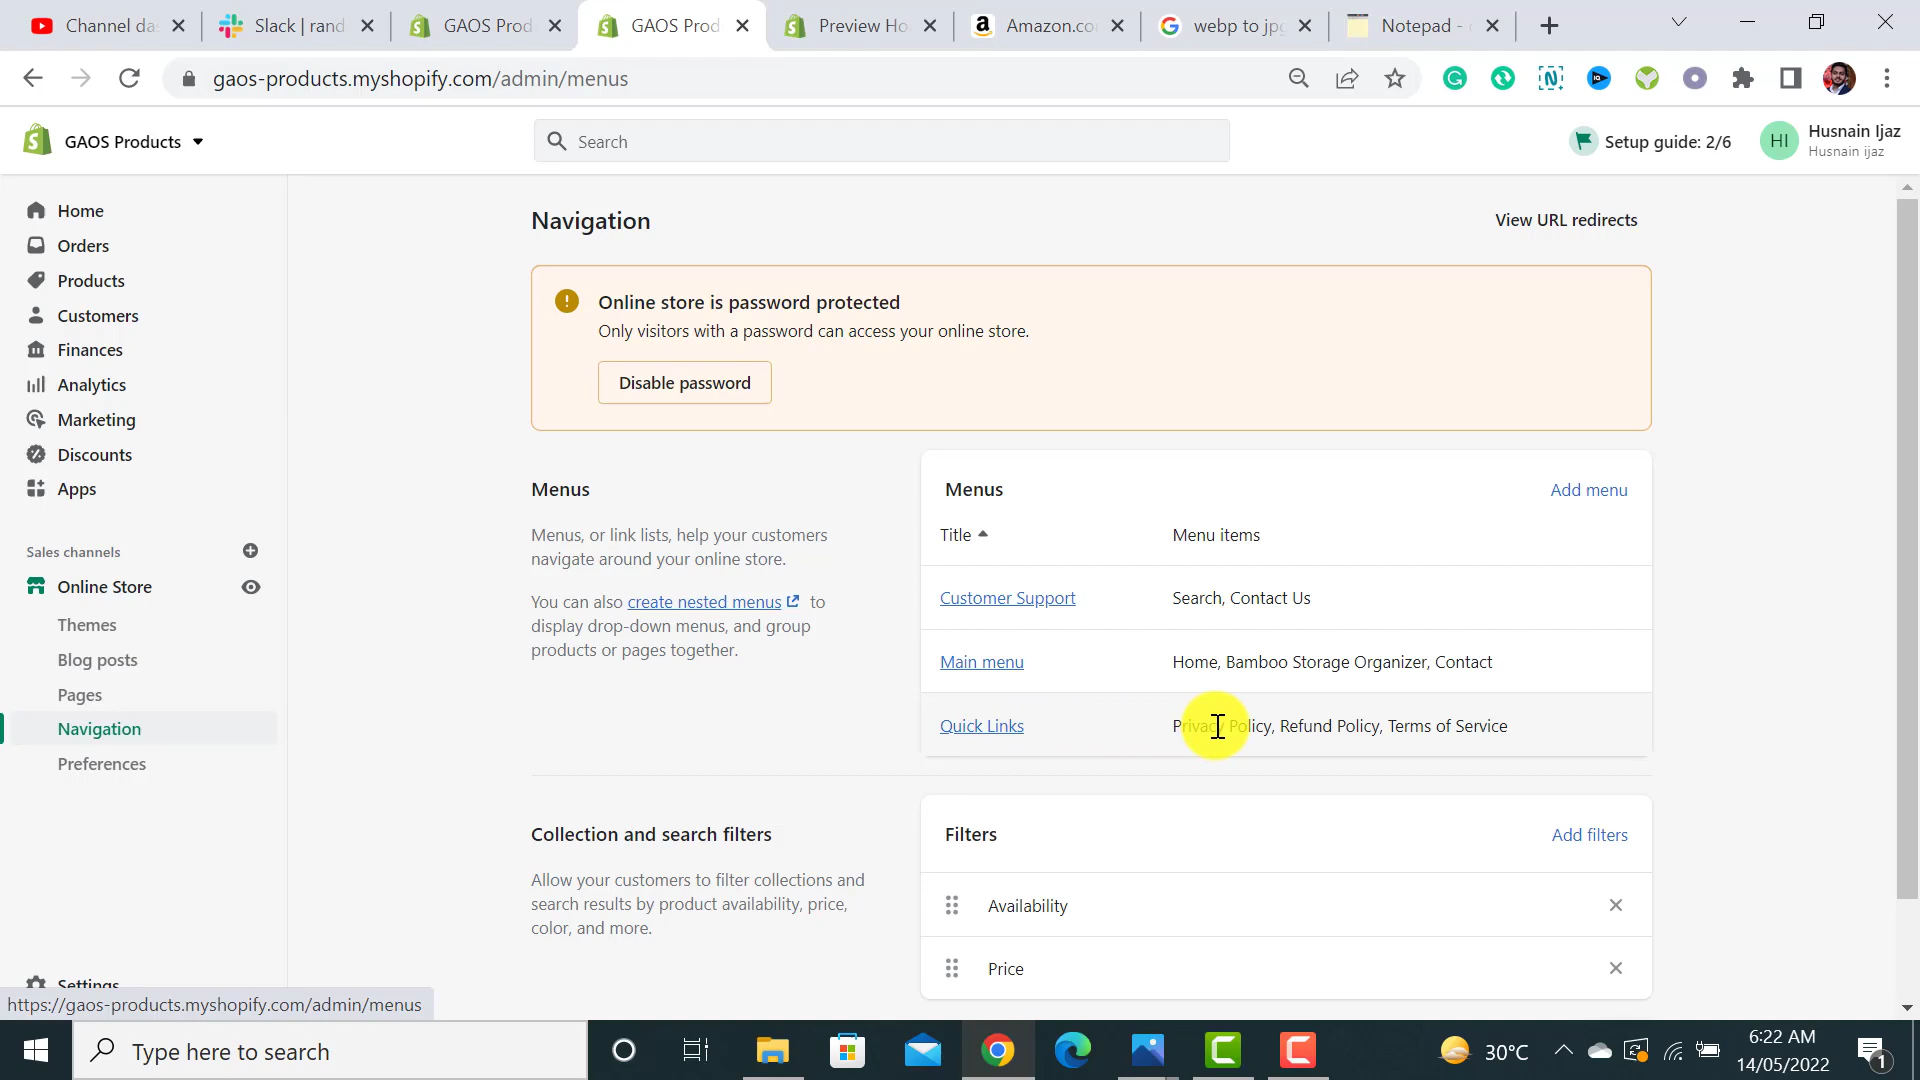 Channel da
Slack | rand
GAOS Prod
GAOS Prod
Preview Ho
Amazon.co
webp to jpg
Notepad -
gaos-products.myshopify.com/admin/menus
GAOS Products
Search
Setup guide: 2/6
HI
Husnain Ijaz
Husnain ijaz
Home
Orders
Products
Customers
Finances
Analytics
Marketing
Discounts
Apps
Sales channels
Online Store
Themes
Blog posts
Pages
Navigation
Preferences
Settings
https://gaos-products.myshopify.com/admin/menus
Navigation
View URL redirects
Online store is password protected
Only visitors with a password can access your online store.
Disable password
Menus
Menus, or link lists, help your customers
navigate around your online store.
You can also create nested menus to
display drop-down menus, and group
products or pages together.
Menus
Add menu
Title
Menu items
Customer Support
Search, Contact Us
Main menu
Home, Bamboo Storage Organizer, Contact
Quick Links
Privacy Policy, Refund Policy, Terms of Service
Collection and search filters
Allow your customers to filter collections and
search results by product availability, price,
color, and more.
Filters
Add filters
Availability
Price
Type here to search
30°C
6:22 AM
14/05/2022
1